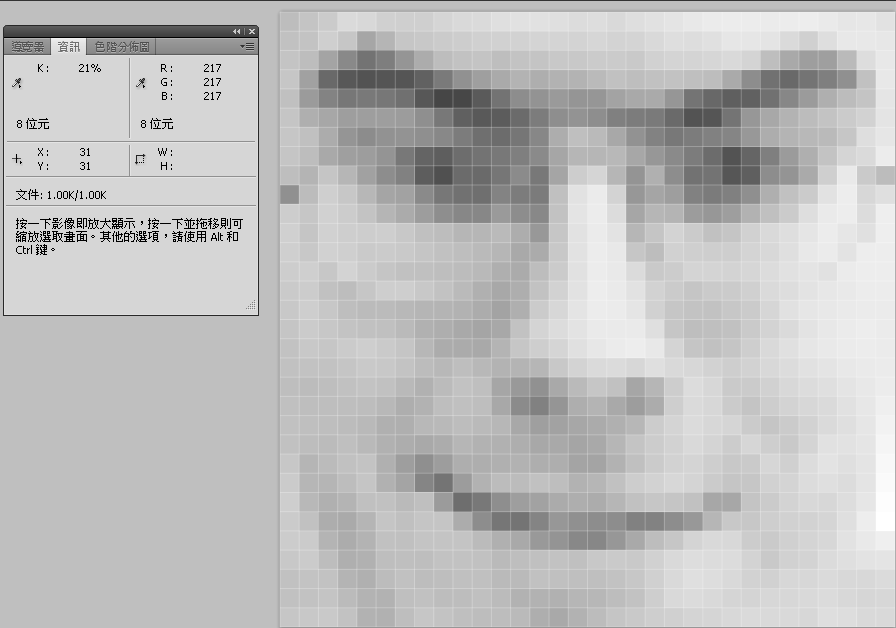 導覽器 資訊 色階分佈圖
K: 21% R: 217
G: 217
B: 217
8 位元 8 位元
X: 31 W:
Y: 31 H:
文件: 1.00K/1.00K
按一下影像即放大顯示，按一下並拖移則可
縮放選取畫面。其他的選項，請使用 Alt 和
Ctrl 鍵。